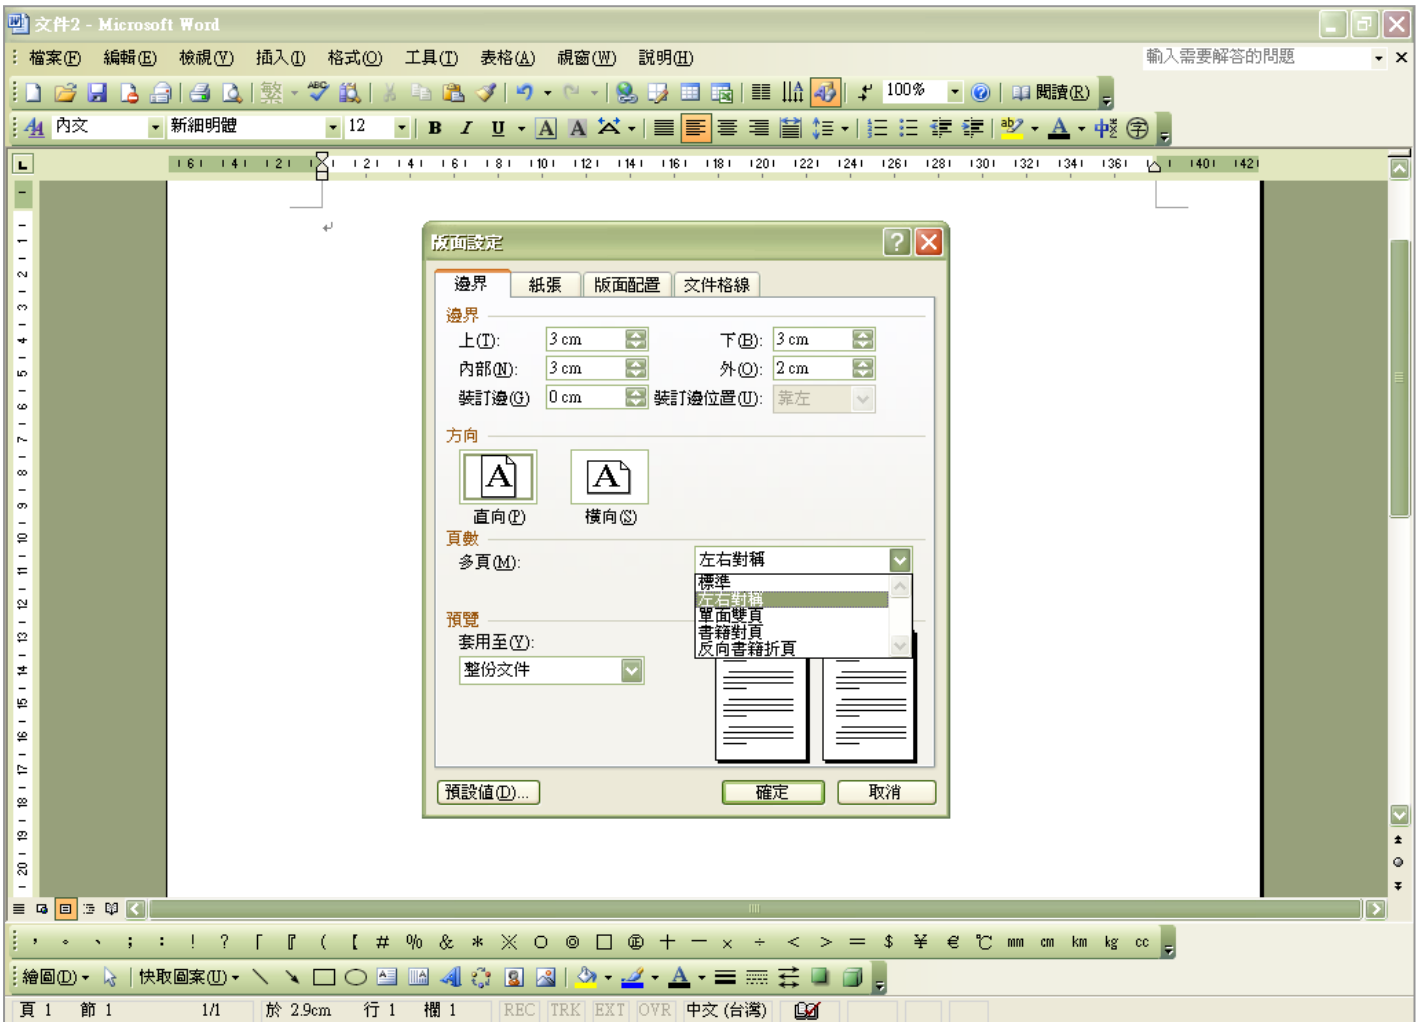 文件2 - Microsoft Word
檔案(F) 編輯(E) 檢視(V) 插入(I) 格式(O) 工具(T) 表格(A) 視窗(W) 說明(H) 輸入需要解答的問題
繁 100% 閱讀(R)
內文 新細明體 12 B I U A A
版面設定
邊界 紙張 版面配置 文件格線
邊界
上(T): 3 cm 下(B): 3 cm
內部(N): 3 cm 外(O): 2 cm
裝訂邊(G) 0 cm 裝訂邊位置(U): 靠左
方向
直向(P) 橫向(S)
頁數
多頁(M): 左右對稱
標準
左右對稱
單面雙頁
書籍對頁
反向書籍折頁
預覽
套用至(Y):
整份文件
預設值(D)... 確定 取消
, 。 、 ; : ! ? 「 『 ( 【 # % & * ※ ○ ◎ □ ㊣ + − × ÷ < > = $ ¥ € ℃ mm cm km kg cc
繪圖(D) 快取圖案(U)
頁 1 節 1 1/1 於 2.9cm 行 1 欄 1 REC TRK EXT OVR 中文 (台灣)